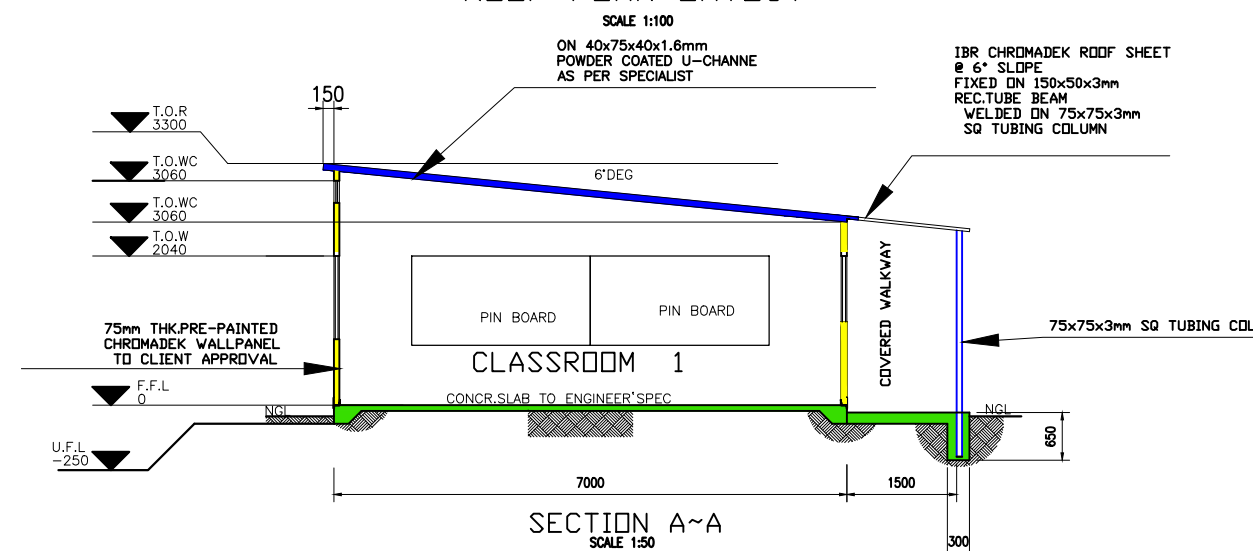 SCALE 1:100
ON 40x75x40x1.6mm
POWDER COATED U-CHANNE
AS PER SPECIALIST
IBR CHROMADEK ROOF SHEET
@ 6° SLOPE
FIXED ON 150x50x3mm
REC.TUBE BEAM
WELDED ON 75x75x3mm
SQ TUBING COLUMN
150
T.O.R
3300
T.O.WC
3060
6°DEG
T.O.WC
3060
T.O.W
2040
COVERED WALKWAY
PIN BOARD
PIN BOARD
75mm THK.PRE-PAINTED
CHROMADEK WALLPANEL
TO CLIENT APPROVAL
75x75x3mm SQ TUBING COL
CLASSROOM 1
F.F.L
0
CONCR.SLAB TO ENGINEER'SPEC
NGL
NGL
650
U.F.L
-250
7000
1500
SECTION A~A
SCALE 1:50
300